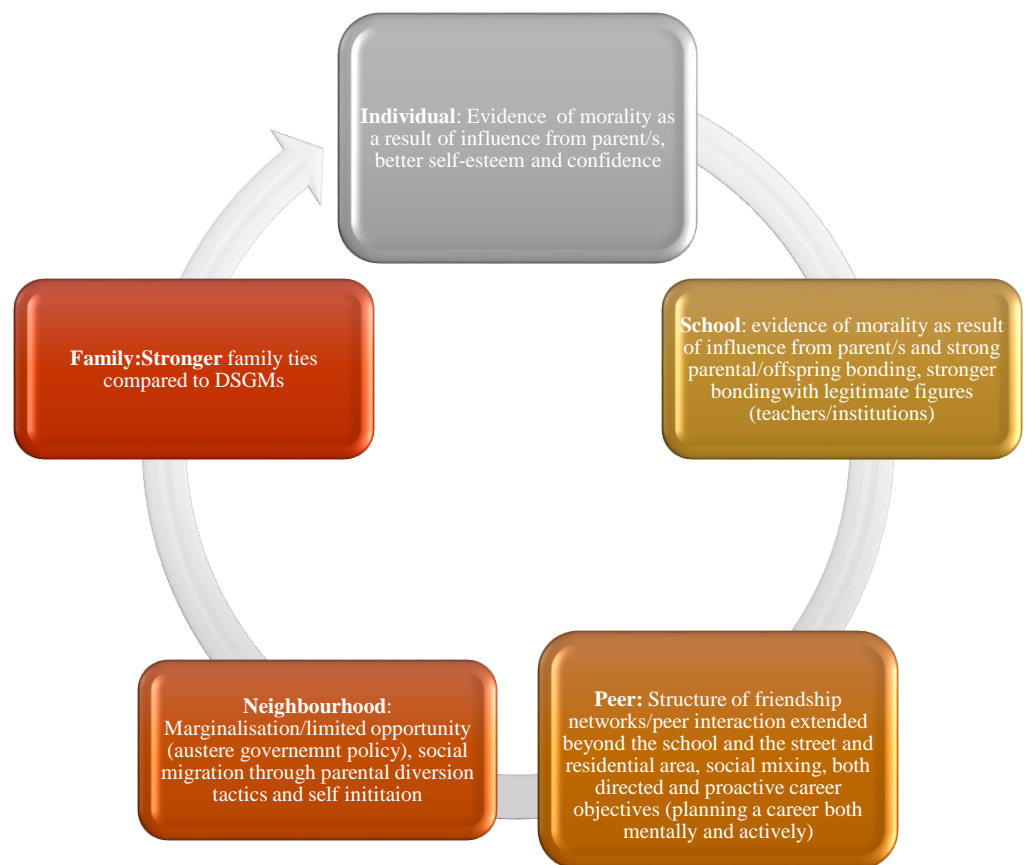 Individual: Evidence of morality as
a result of influence from parent/s,
better self-esteem and confidence
School: evidence of morality as result
of influence from parent/s and strong
parental/offspring bonding, stronger
bondingwith legitimate figures
(teachers/institutions)
Peer: Structure of friendship
networks/peer interaction extended
beyond the school and the street and
residential area, social mixing, both
directed and proactive career
objectives (planning a career both
mentally and actively)
Neighbourhood:
Marginalisation/limited opportunity
(austere governemnt policy), social
migration through parental diversion
tactics and self inititaion
Family:Stronger family ties
compared to DSGMs